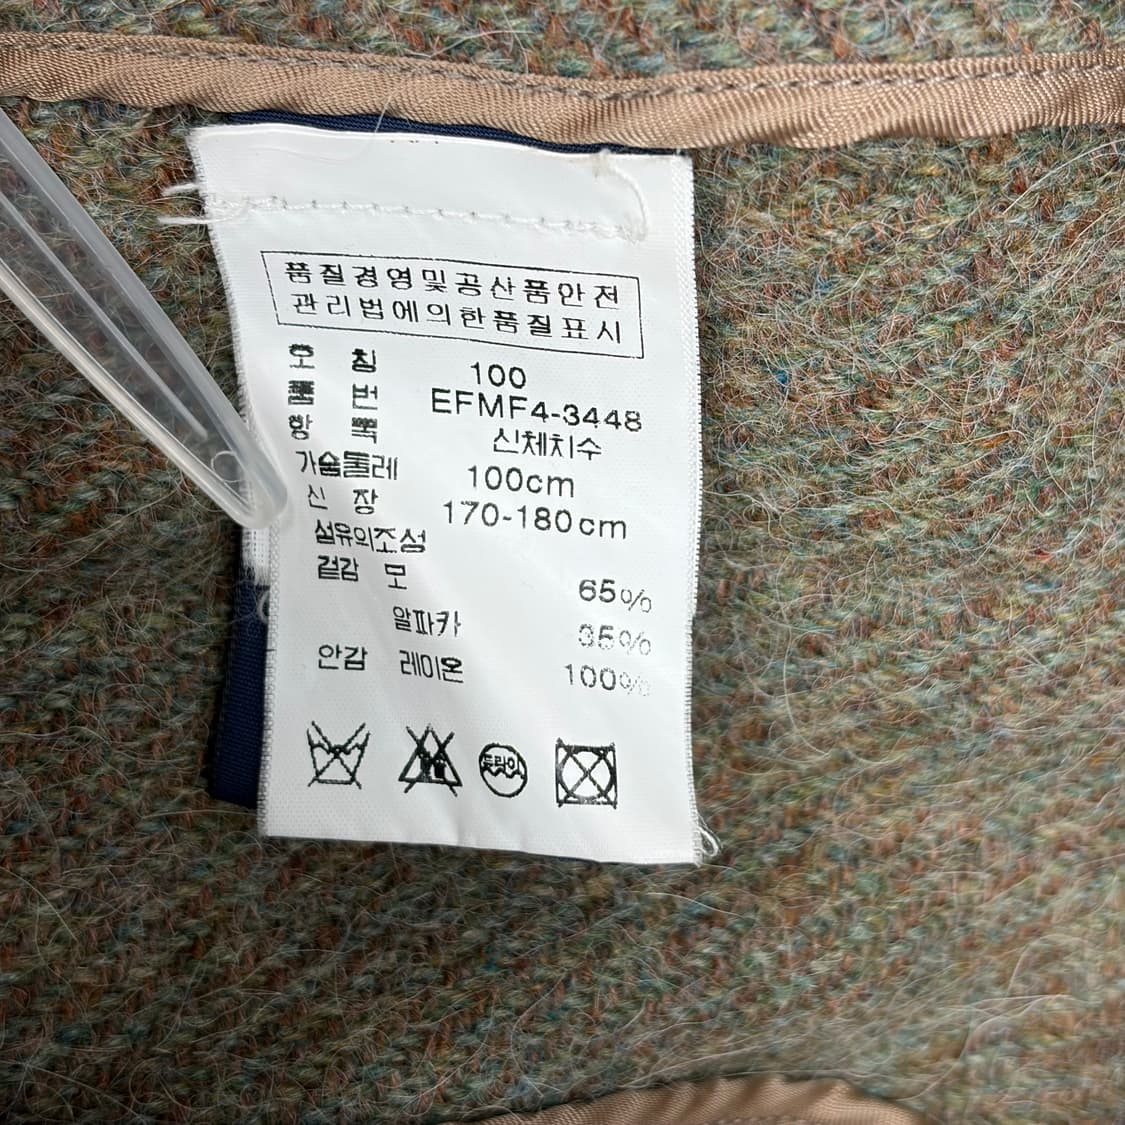 품질경영및공산품안전
관리법에의한품질표시
호 칭 100
품 번 EFMF4-3448
항 목 신체치수
가슴둘레 100cm
신 장 170-180cm
섬유의조성
겉감 모 65%
알파카 35%
안감 레이온 100%
드라이